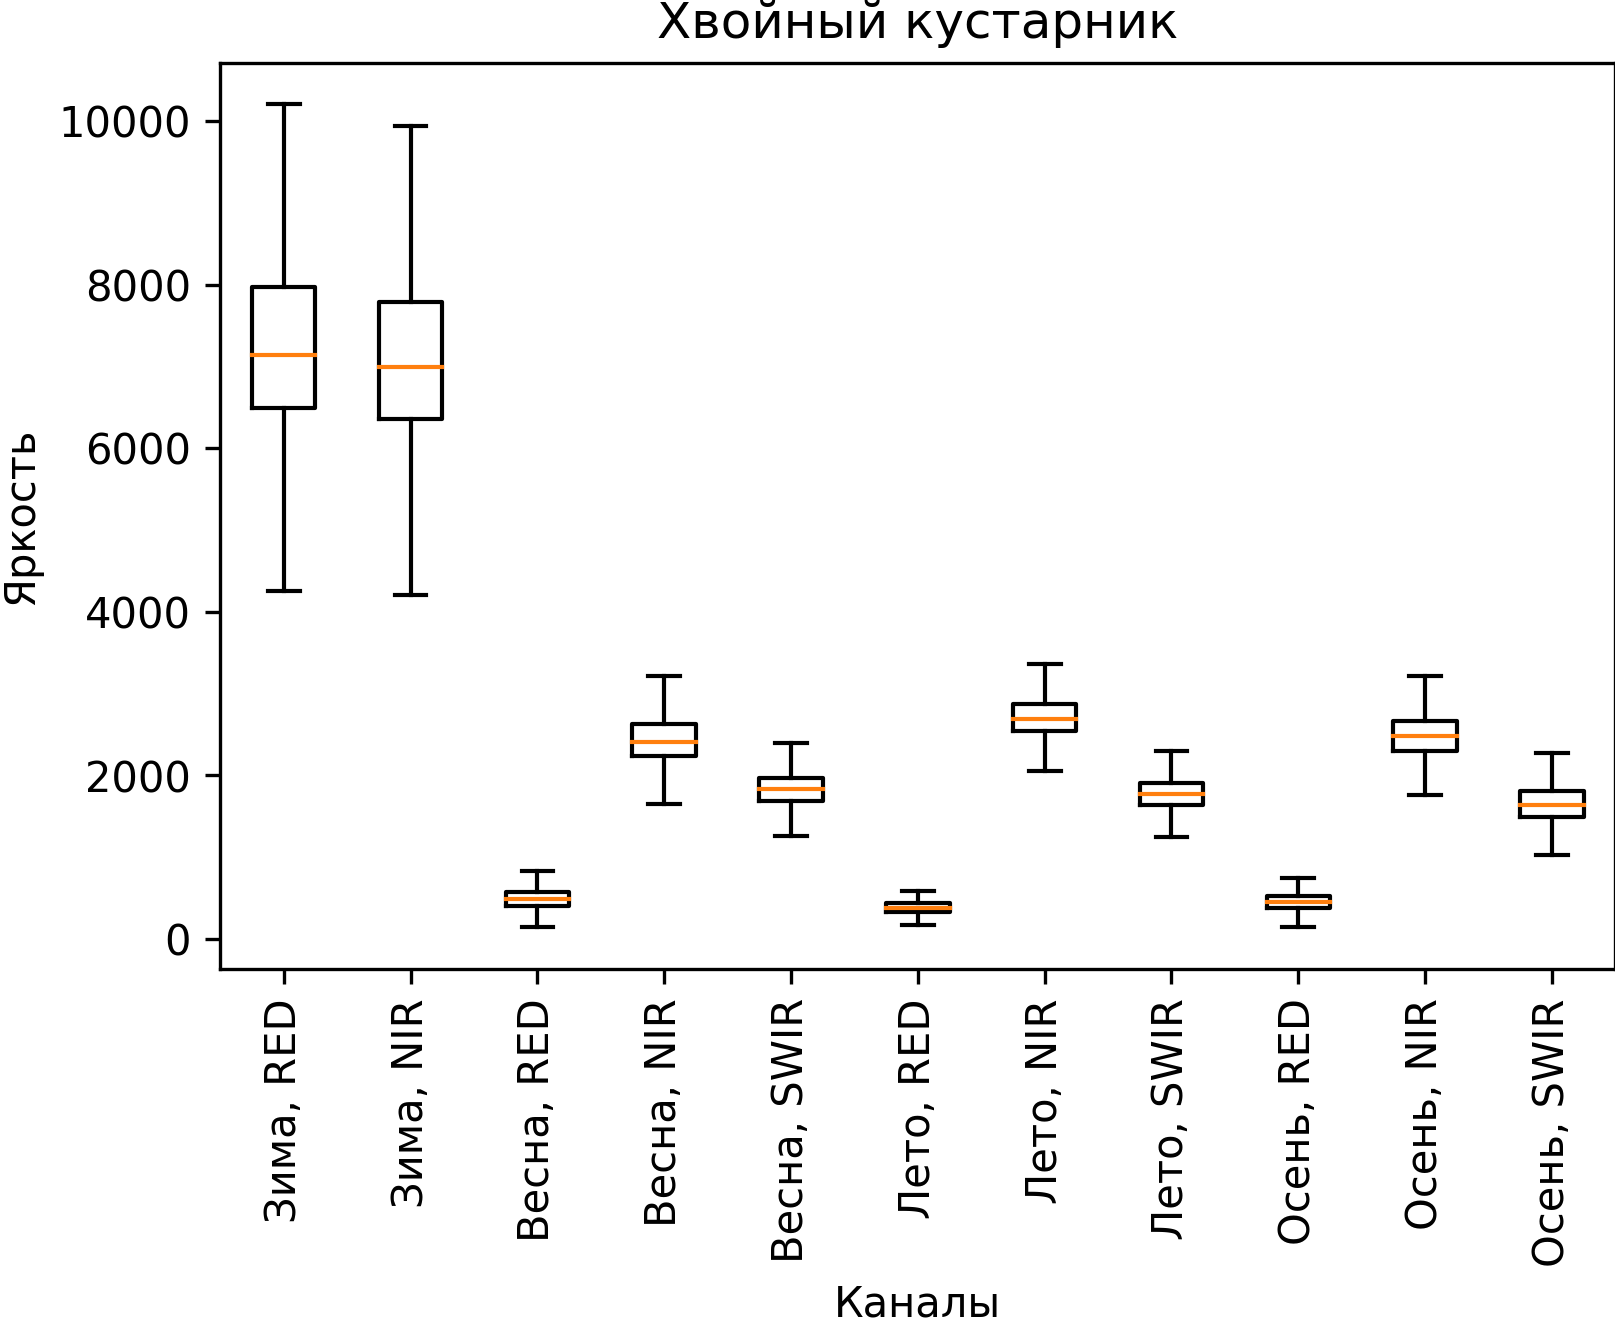 Хвойный кустарник
Яркость
10000
8000
6000
4000
2000
0
Зима, RED
Зима, NIR
Весна, RED
Весна, NIR
Весна, SWIR
Лето, RED
Лето, NIR
Лето, SWIR
Осень, RED
Осень, NIR
Осень, SWIR
Каналы